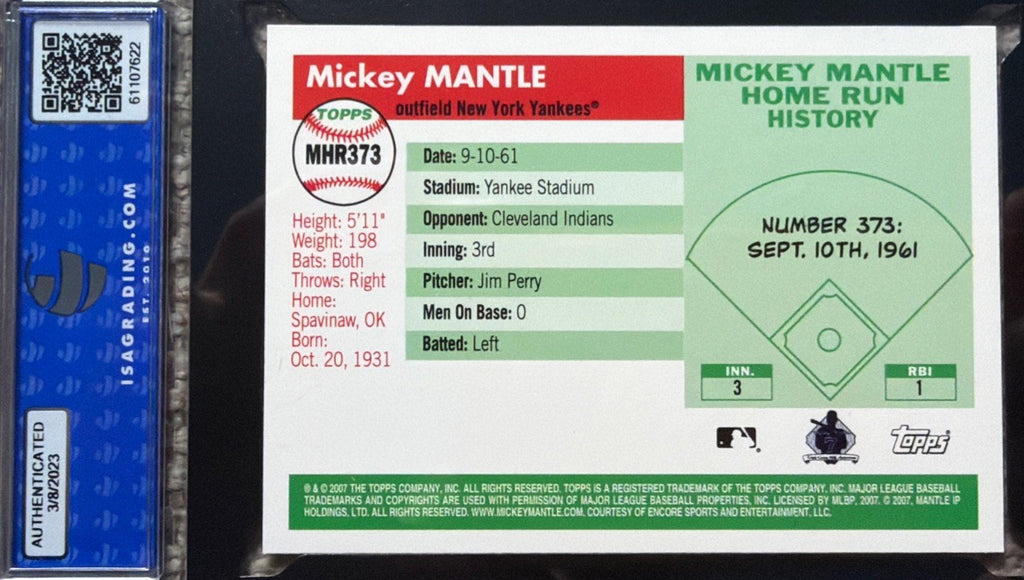 61107622
ISAGRADING.COM
EST. 2019
AUTHENTICATED
3/8/2023
Mickey MANTLE
outfield New York Yankees®
TOPPS
MHR373
Height: 5'11"
Weight: 198
Bats: Both
Throws: Right
Home:
Spavinaw, OK
Born:
Oct. 20, 1931
Date: 9-10-61
Stadium: Yankee Stadium
Opponent: Cleveland Indians
Inning: 3rd
Pitcher: Jim Perry
Men On Base: 0
Batted: Left
MICKEY MANTLE
HOME RUN
HISTORY
NUMBER 373:
SEPT. 10TH, 1961
INN.
3
RBI
1
7
topps®
® & © 2007 THE TOPPS COMPANY, INC. ALL RIGHTS RESERVED. TOPPS IS A REGISTERED TRADEMARK OF THE TOPPS COMPANY, INC. MAJOR LEAGUE BASEBALL
TRADEMARKS AND COPYRIGHTS ARE USED WITH PERMISSION OF MAJOR LEAGUE BASEBALL PROPERTIES, INC. LICENSED BY MLBP, 2007. © 2007, MANTLE IP
HOLDINGS, LTD. ALL RIGHTS RESERVED. WWW.MICKEYMANTLE.COM. COURTESY OF ENCORE SPORTS AND ENTERTAINMENT, LLC.